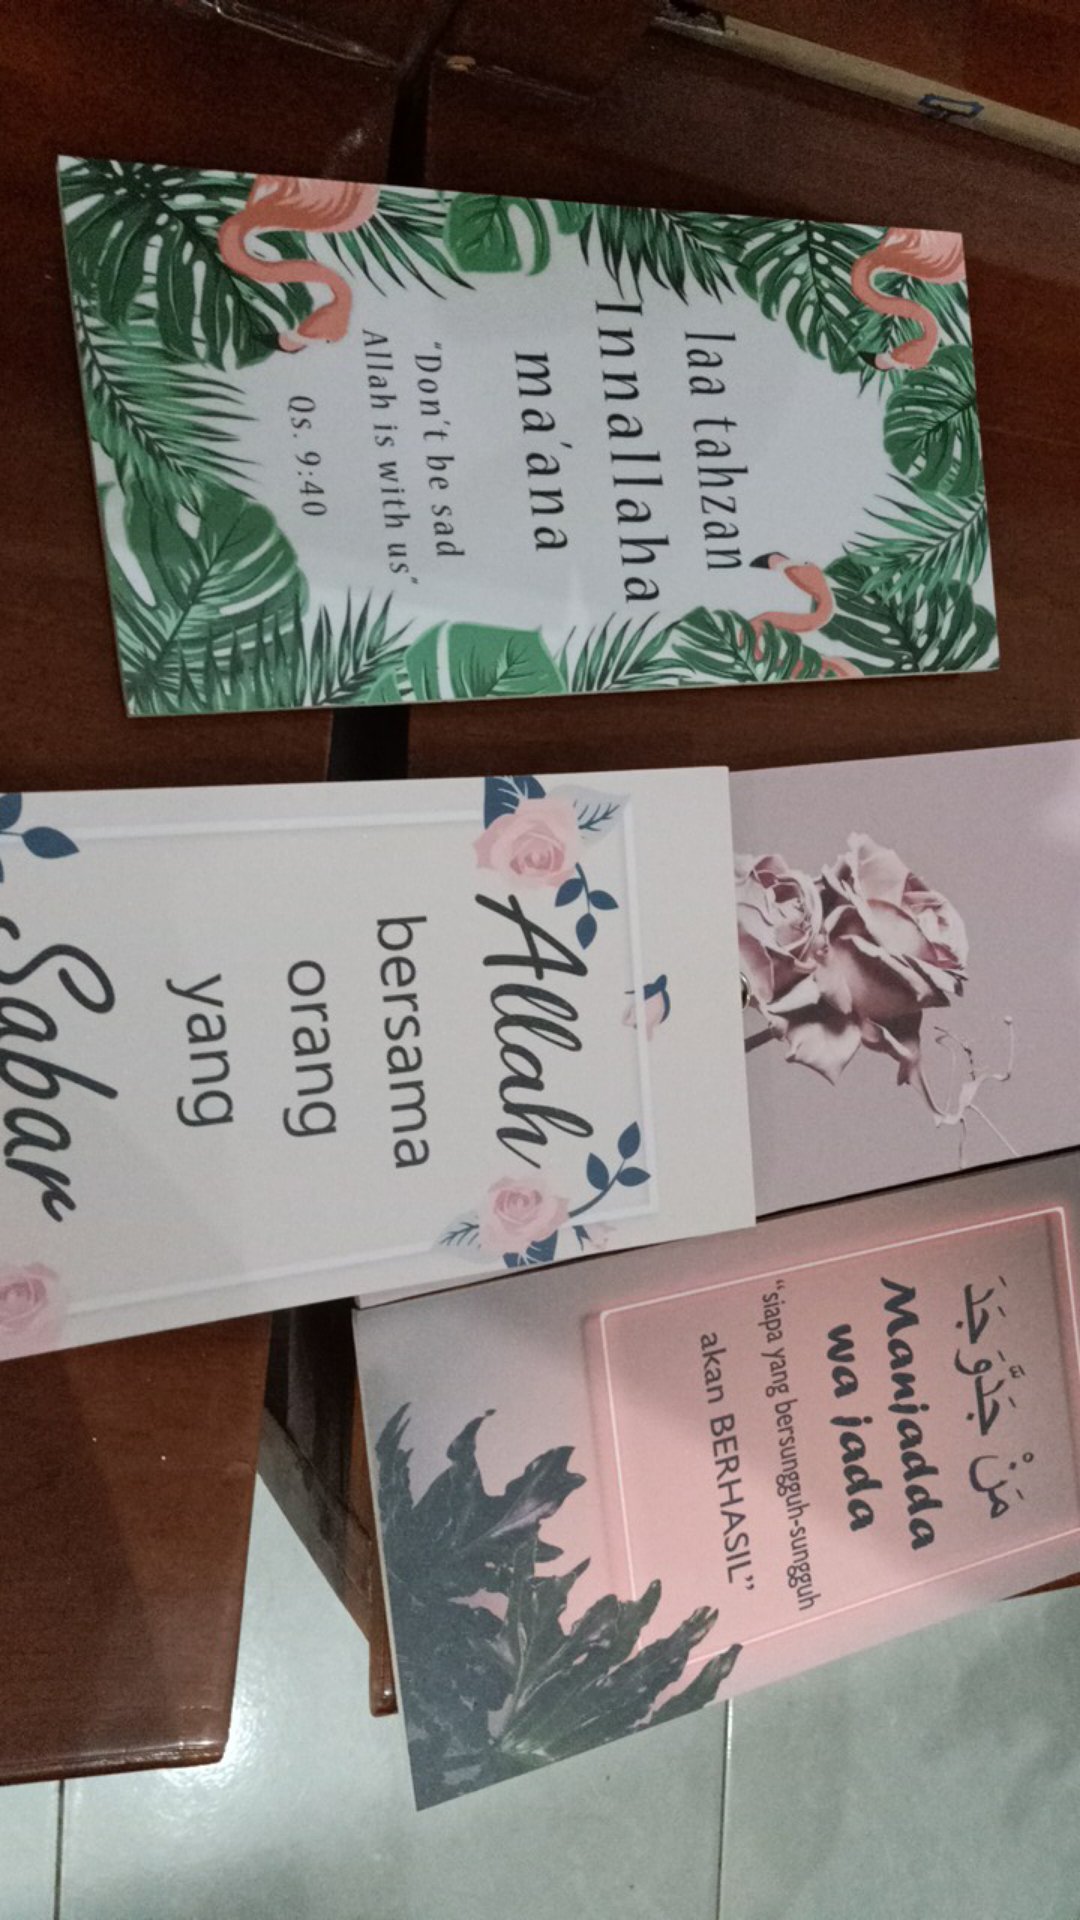 laa tahzan
Innallaha
ma'ana
"Don't be sad
Allah is with us"
Qs. 9:40
Allah
bersama
orang
yang
Sabar
مَنْ جَدَّوَجَدَ
Manjadda
wa jada
“siapa yang bersungguh-sungguh
akan BERHASIL”